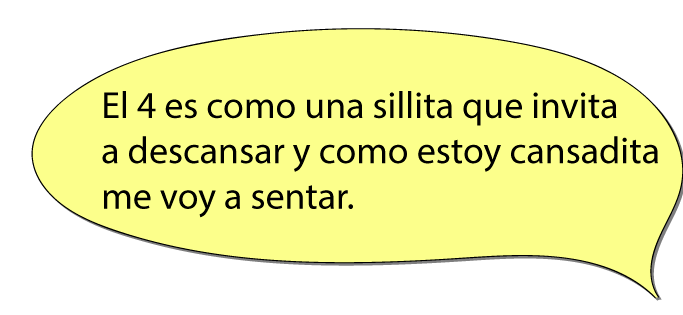 El 4 es como una sillita que invita
a descansar y como estoy cansadita
me voy a sentar.